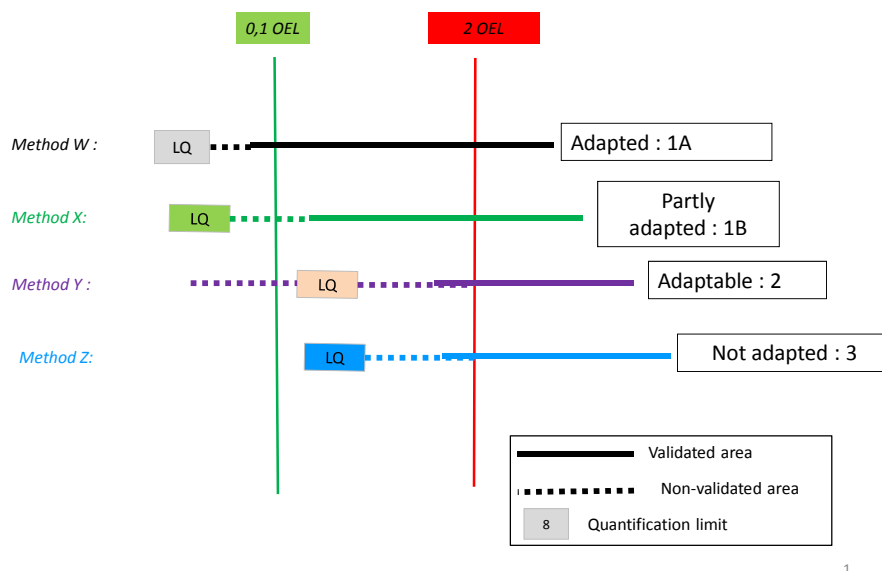 0,1 OEL
2 OEL
Method W :
LQ
Adapted : 1A
Method X:
LQ
Partly
adapted : 1B
Method Y :
LQ
Adaptable : 2
Method Z:
LQ
Not adapted : 3
Validated area
Non-validated area
8
Quantification limit
1